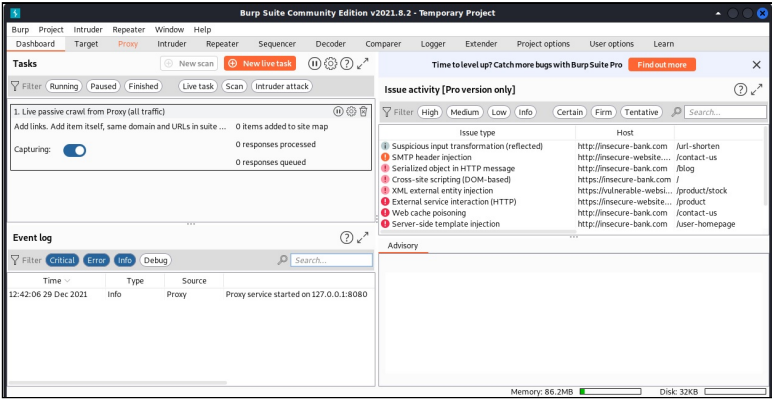 Burp Suite Community Edition v2021.8.2 - Temporary Project
Burp Project Intruder Repeater Window Help
Dashboard Target Proxy Intruder Repeater Sequencer Decoder Comparer Logger Extender Project options User options Learn
Tasks
New scan
New live task
Filter Running Paused Finished Live task Scan Intruder attack
1. Live passive crawl from Proxy (all traffic)
Add links. Add item itself, same domain and URLs in suite ... 0 items added to site map
Capturing: 0 responses processed
0 responses queued
Event log
Filter Critical Error Info Debug Search...
Time Type Source
12:42:06 29 Dec 2021 Info Proxy Proxy service started on 127.0.0.1:8080
Time to level up? Catch more bugs with Burp Suite Pro Find out more
Issue activity [Pro version only]
Filter High Medium Low Info Certain Firm Tentative Search...
Issue type Host
Suspicious input transformation (reflected) http://insecure-bank.com /url-shorten
SMTP header injection http://insecure-website.... /contact-us
Serialized object in HTTP message http://insecure-bank.com /blog
Cross-site scripting (DOM-based) https://insecure-bank.com /
XML external entity injection https://vulnerable-websi... /product/stock
External service interaction (HTTP) https://insecure-website... /product
Web cache poisoning http://insecure-bank.com /contact-us
Server-side template injection http://insecure-bank.com /user-homepage
Advisory
Memory: 86.2MB Disk: 32KB